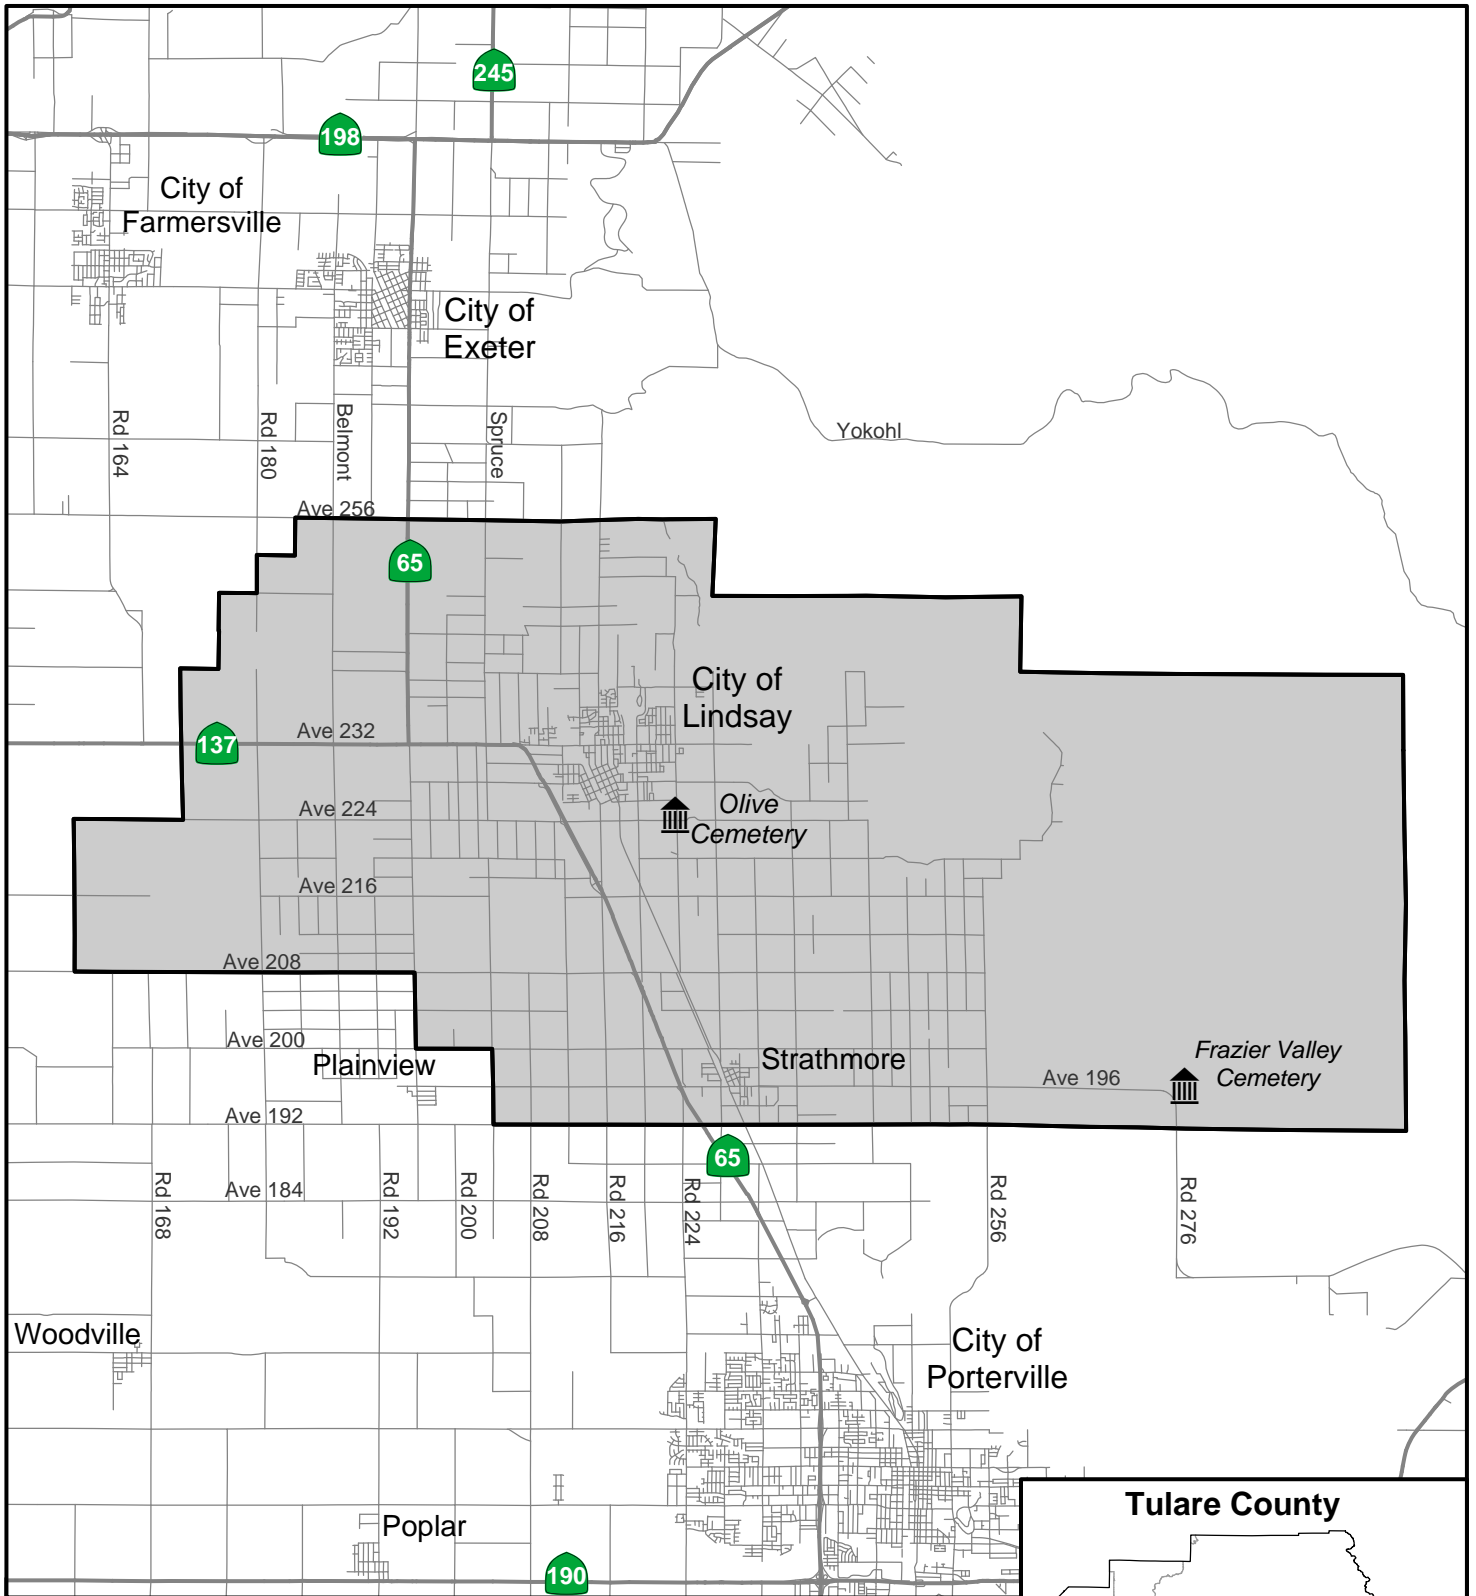 245
198
City of
Farmersville
City of
Exeter
Rd 164
Rd 180
Belmont
Spruce
Yokohl
Ave 256
65
City of
Lindsay
137
Ave 232
Ave 224
Olive
Cemetery
Ave 216
Ave 208
Ave 200
Plainview
Strathmore
Ave 196
Frazier Valley
Cemetery
Ave 192
65
Rd 168
Ave 184
Rd 192
Rd 200
Rd 208
Rd 216
Rd 224
Rd 256
Rd 276
Woodville
City of
Porterville
Poplar
190
Tulare County